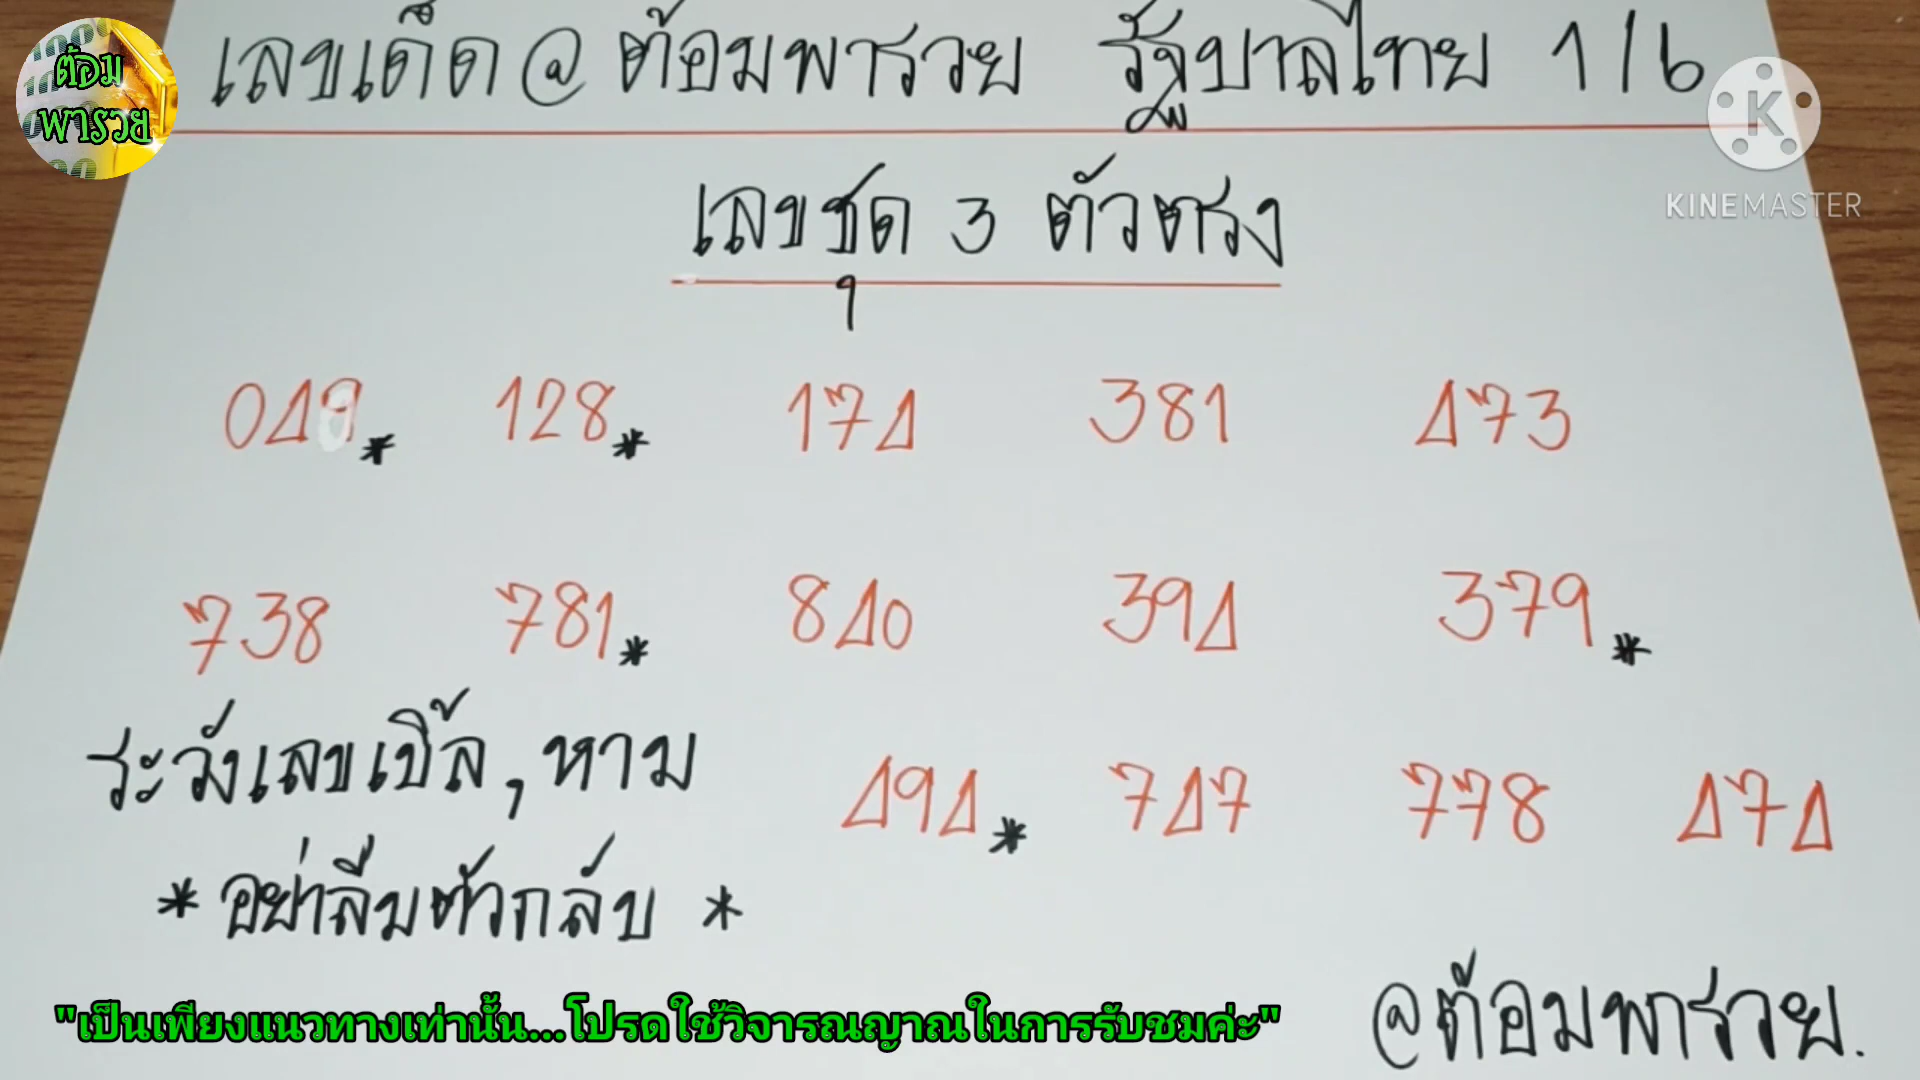 ต้อม
พารวย
เลขเด็ด @ ต้อมพารวย รัฐบาลไทย 1/6
K
KINEMASTER
เลขชุด 3 ตัวตรง
049* 128* 174 381 473
738 781* 840 394 379*
ระวังเลขเบิ้ล, หาม
494* 747 778 474
* อย่าลืมตัวกลับ *
"เป็นเพียงแนวทางเท่านั้น...โปรดใช้วิจารณญาณในการรับชมค่ะ"
@ต้อมพารวย.